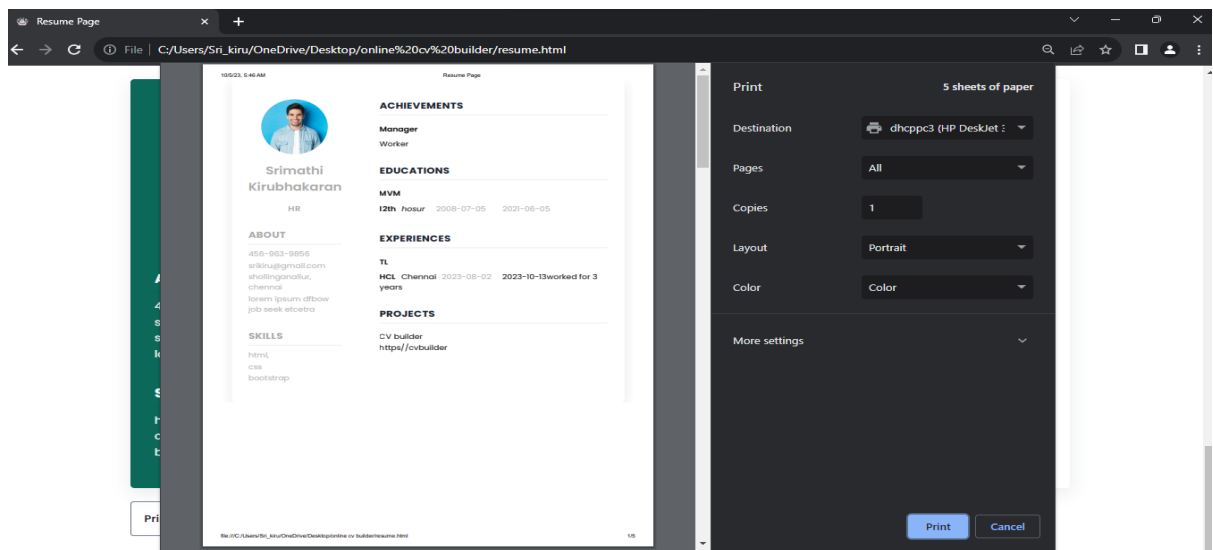 Resume Page
File | C:/Users/Sri_kiru/OneDrive/Desktop/online%20cv%20builder/resume.html
10/5/23, 5:46 AM Resume Page
Srimathi
Kirubhakaran
HR
ABOUT
456-963-9856
srikiru@gmail.com
shollinganallur,
chennai
lorem ipsum dfbow
job seek etcetra
SKILLS
html,
css
bootstrap
ACHIEVEMENTS
Manager
Worker
EDUCATIONS
MVM
12th hosur 2008-07-05 2021-06-05
EXPERIENCES
TL
HCL Chennai 2023-08-02 2023-10-13worked for 3
years
PROJECTS
CV builder
https//cvbuilder
file:///C:/Users/Sri_kiru/OneDrive/Desktop/online cv builder/resume.html 1/5
Print 5 sheets of paper
Destination dhcppc3 (HP DeskJet
Pages All
Copies 1
Layout Portrait
Color Color
More settings
Print Cancel
Pri